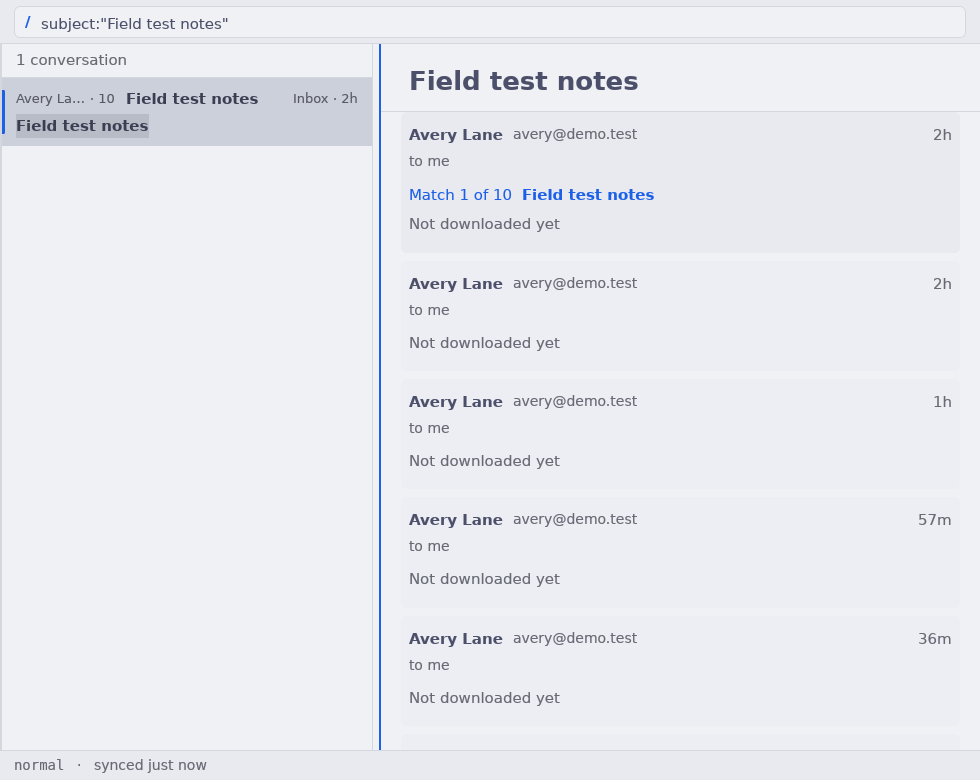 / subject:"Field test notes"
1 conversation
Avery La... · 10 Field test notes Inbox · 2h
Field test notes
Field test notes
Avery Lane avery@demo.test 2h
to me
Match 1 of 10 Field test notes
Not downloaded yet
Avery Lane avery@demo.test 2h
to me
Not downloaded yet
Avery Lane avery@demo.test 1h
to me
Not downloaded yet
Avery Lane avery@demo.test 57m
to me
Not downloaded yet
Avery Lane avery@demo.test 36m
to me
Not downloaded yet
normal · synced just now